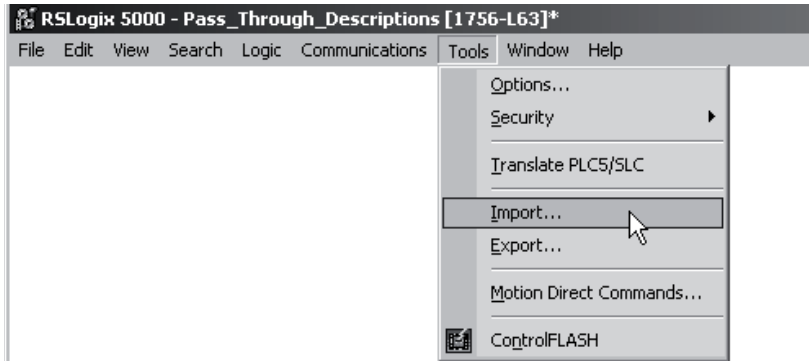 RSLogix 5000 - Pass_Through_Descriptions [1756-L63]*
File Edit View Search Logic Communications Tools Window Help
Options...
Security
Translate PLC5/SLC
Import...
Export...
Motion Direct Commands...
ControlFLASH